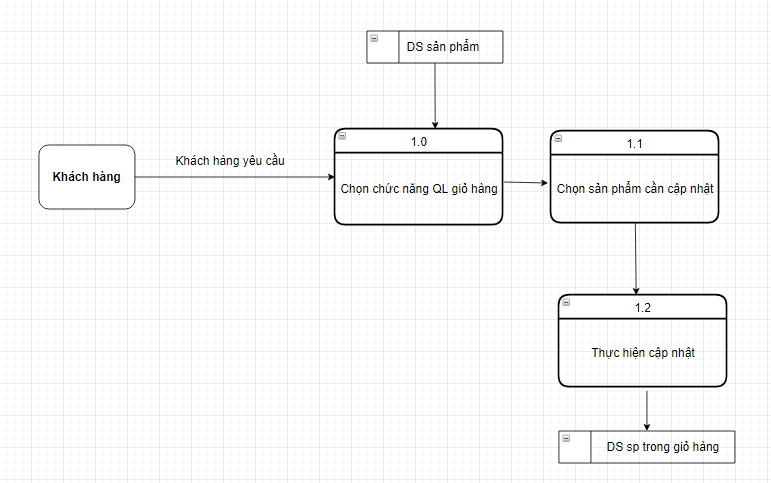 DS sản phẩm
1.0
1.1
Khách hàng yêu cầu
Khách hàng
Chọn chức năng QL giỏ hàng
Chọn sản phẩm cần cập nhật
1.2
Thực hiện cập nhật
DS sp trong giỏ hàng